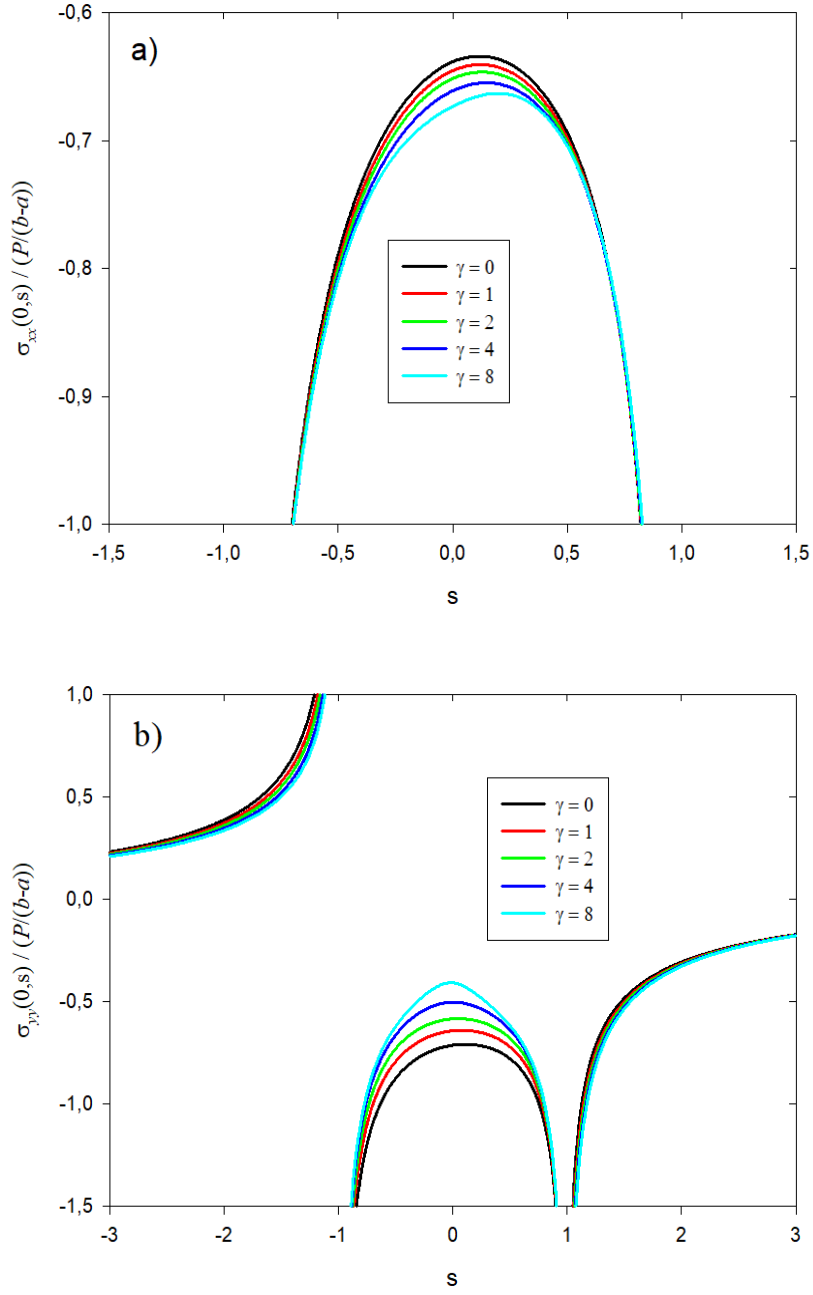 -0,6
a)
-0,7
-0,8
-0,9
-1,0
σxx(0,s) / (P/(b-a))
γ = 0
γ = 1
γ = 2
γ = 4
γ = 8
-1,5 -1,0 -0,5 0,0 0,5 1,0 1,5
s
1,0
b)
0,5
0,0
-0,5
-1,0
-1,5
σyy(0,s) / (P/(b-a))
γ = 0
γ = 1
γ = 2
γ = 4
γ = 8
-3 -2 -1 0 1 2 3
s